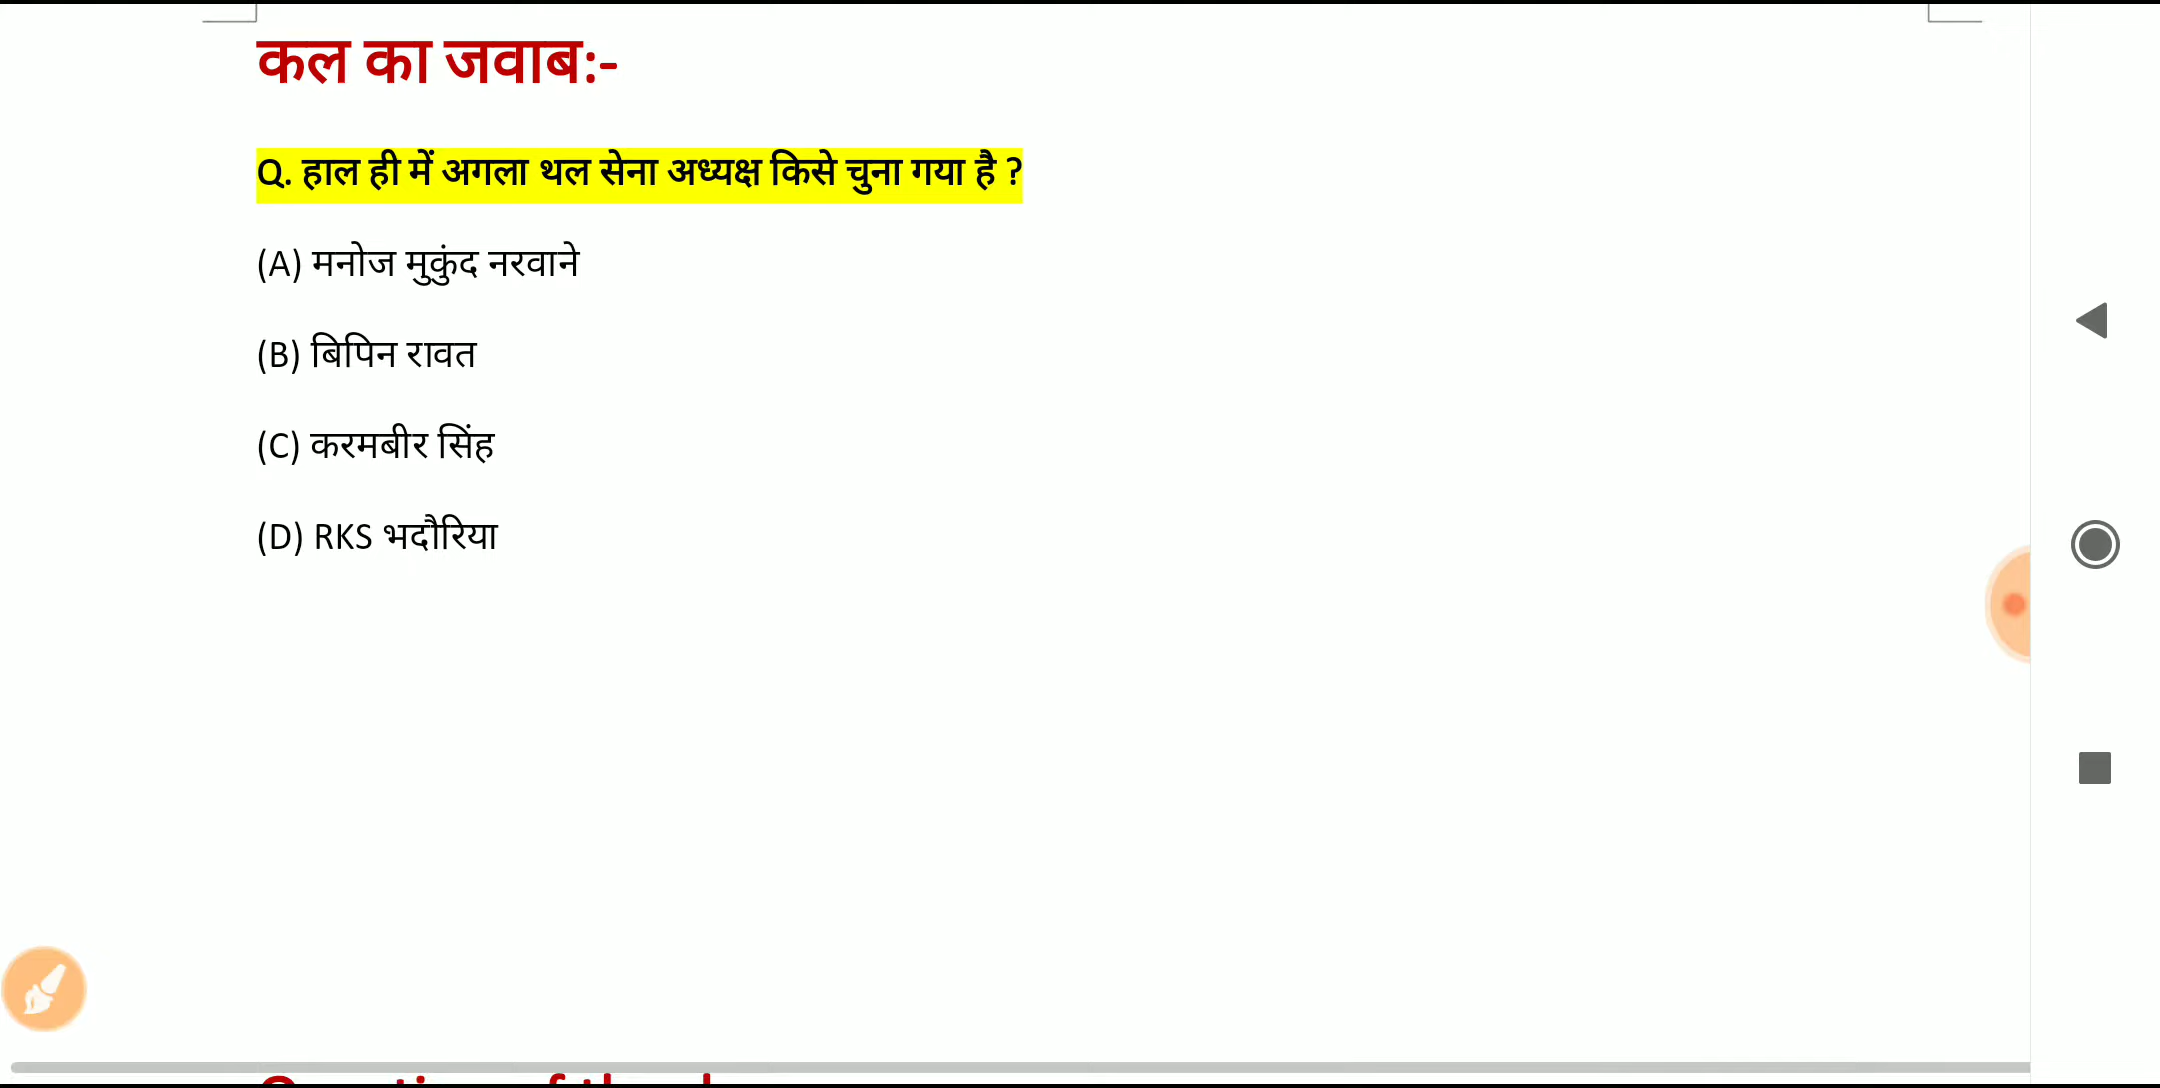 कल का जवाब:-
Q. हाल ही में अगला थल सेना अध्यक्ष किसे चुना गया है ?
(A) मनोज मुकुंद नरवाने
(B) बिपिन रावत
(C) करमबीर सिंह
(D) RKS भदौरिया